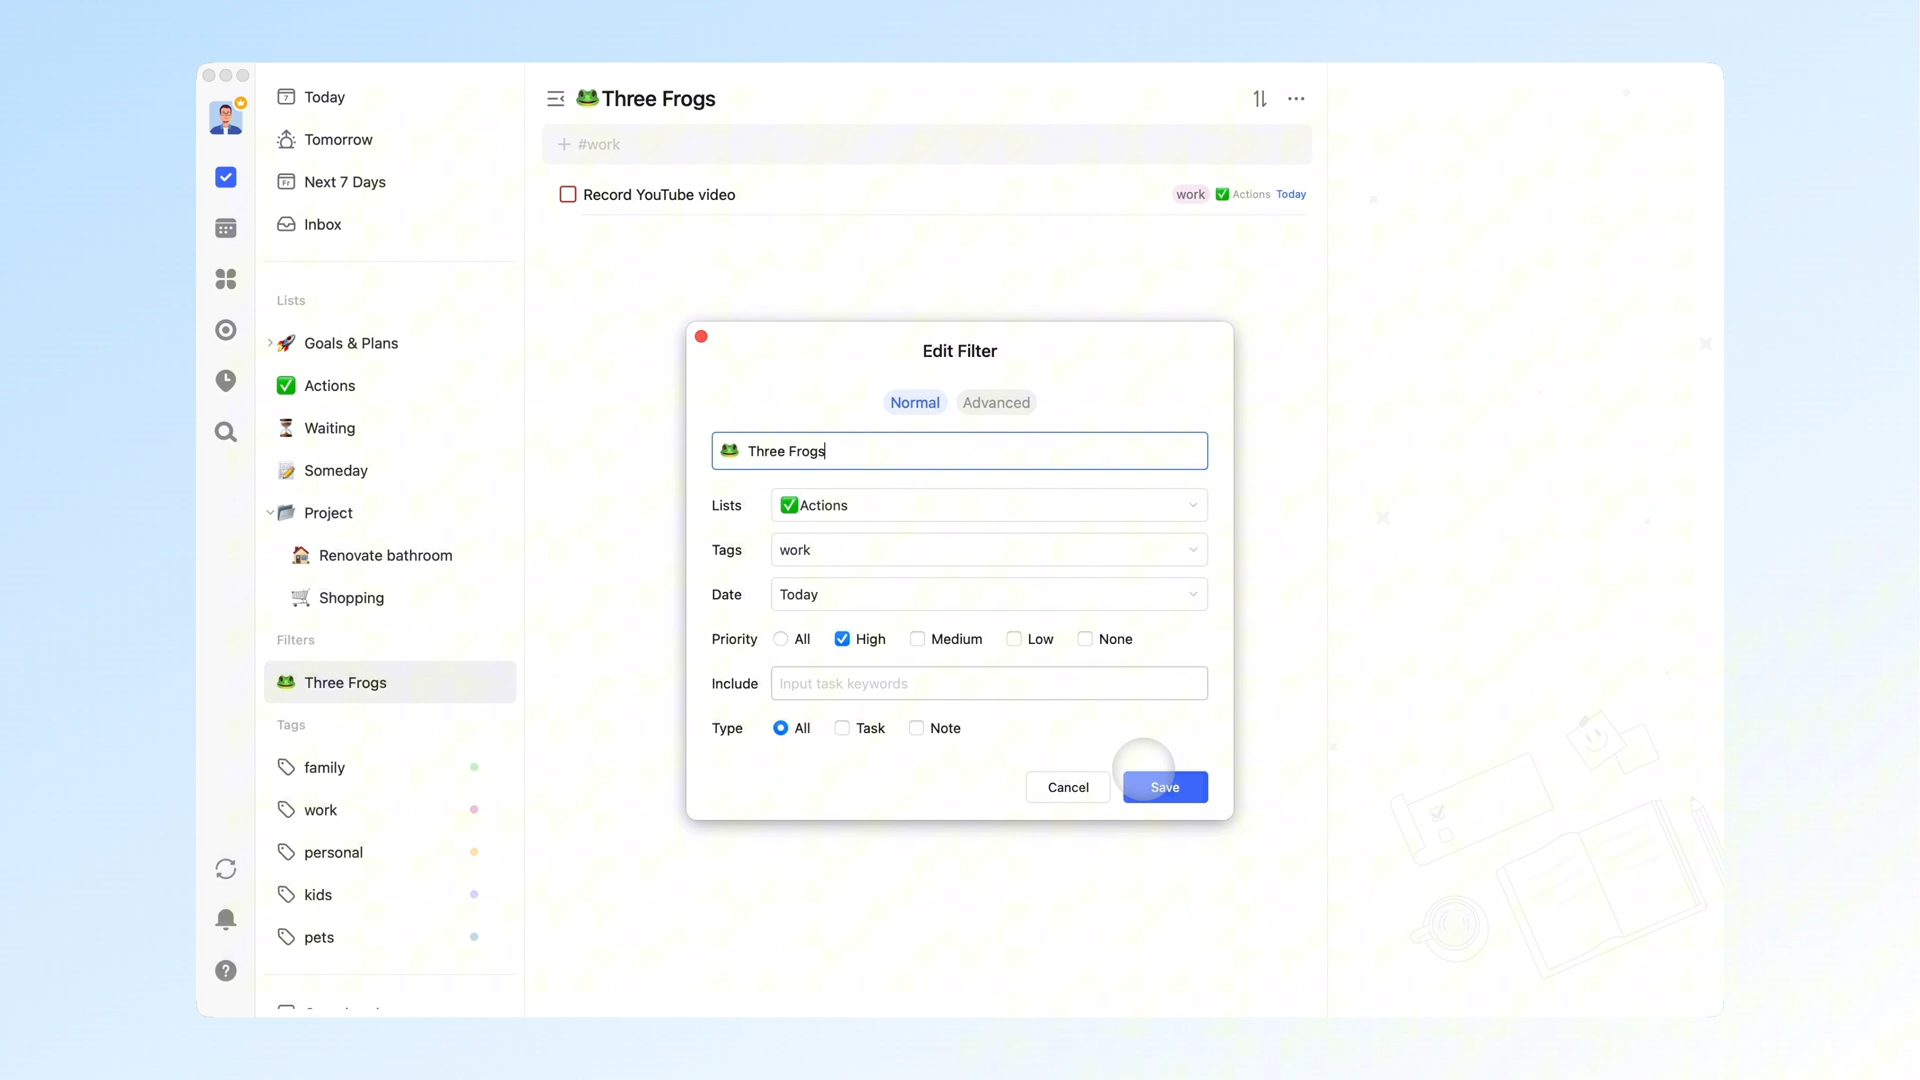 7 Today
Tomorrow
Fr Next 7 Days
Inbox
Lists
Goals & Plans
Actions
Waiting
Someday
Project
Renovate bathroom
Shopping
Filters
Three Frogs
Tags
family
work
personal
kids
pets
?
Three Frogs
+ #work
Record YouTube video work Actions Today
Edit Filter
Normal Advanced
Three Frogs
Lists Actions
Tags work
Date Today
Priority All High Medium Low None
Include Input task keywords
Type All Task Note
Cancel Save